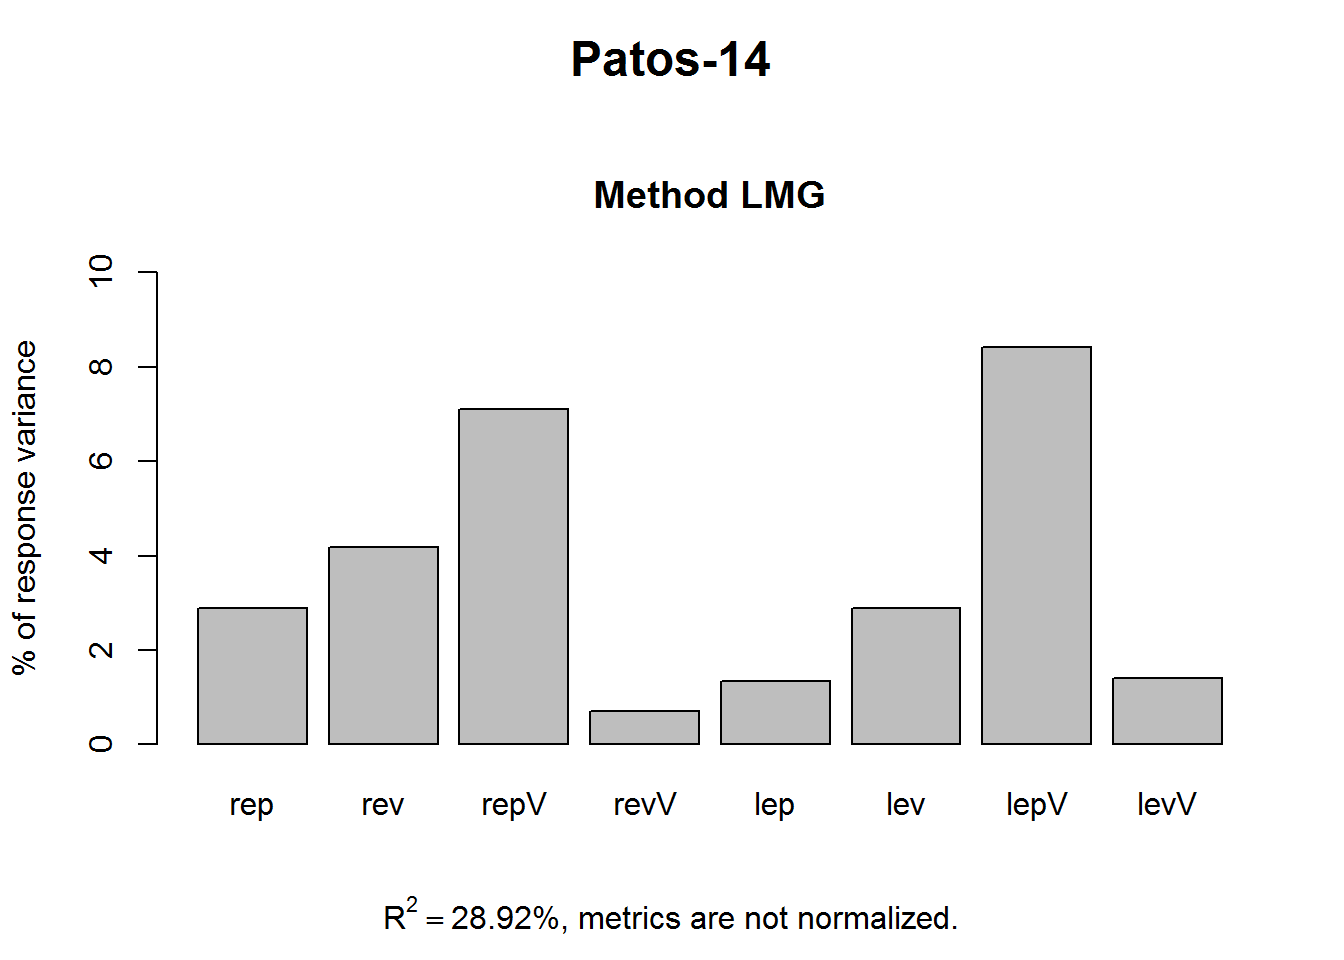 Patos-14
Method LMG
% of response variance
10
8
6
4
2
0
rep rev repV revV lep lev lepV levV
R² = 28.92%, metrics are not normalized.